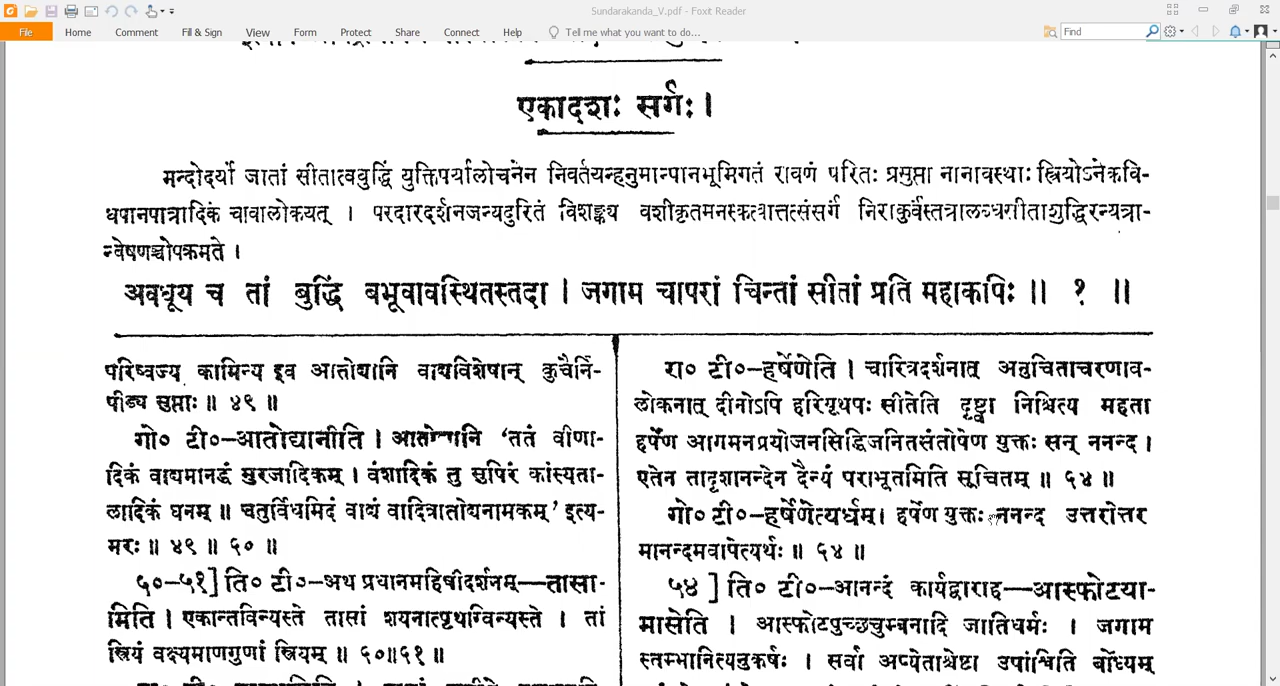 Sundarakanda_V.pdf - Foxit Reader
File Home Comment Fill & Sign View Form Protect Share Connect Help Tell me what you want to do... Find
एकादशः सर्गः।
मन्दोदर्यां जातां सीतात्वबुद्धिं युक्तिपर्यालोचनेन निवर्तयन्हनुमान्पानभूमिगतं रावणं परितः प्रसुप्ता नानावस्थाः स्त्रियोऽनेकवि-
धपानपात्रादिकं चावालोकयत् । परदारदर्शनजन्यदुरितं विशङ्क्य वशीकृतमनस्कत्वात्तत्संसर्गं निराकुर्वंस्तत्रालब्धसीताशुद्धिरन्यत्रा-
न्वेषणञ्चोपक्रमते ।
अवधूय च तां बुद्धिं बभूवावस्थितस्तदा । जगाम चापरां चिन्तां सीतां प्रति महाकपिः ॥ १ ॥
परिष्वज्य कामिन्य इव आतोद्यानि वाद्यविशेषान् कुचैर्नि-
पीड्य सुप्ताः ॥ ४९ ॥
गो० टी०-आतोद्यानीति । आतोद्यानि ‘ततं वीणा-
दिकं वाद्यमानद्धं मुरजादिकम् । वंशादिकं तु सुषिरं कांस्यता-
लादिकं घनम् ॥ चतुर्विधमिदं वाद्यं वादित्रातोद्यनामकम्’ इत्य-
मरः ॥ ४९ ॥ ५० ॥
५०-५१ ] ति० टी०-अथ प्रधानमहिषीदर्शनम्—तासा-
मिति । एकान्तविन्यस्ते तासां शयनात्पृथग्विन्यस्ते । तां
स्त्रियं वक्ष्यमाणगुणां स्त्रियम् ॥ ५०॥५१ ॥
रा० टी०-हर्षेणेति । चारित्रदर्शनात् अनुचिताचरणाव-
लोकनात् दीनोऽपि हरियूथपः सीतेति दृष्ट्वा निश्चित्य महता
हर्षेण आगमनप्रयोजनसिद्धिजनितसंतोषेण युक्तः सन् ननन्द ।
एतेन तादृशानन्देन दैन्यं पराभूतमिति सूचितम् ॥ ५४ ॥
गो० टी०-हर्षेणेत्यर्धम्। हर्षेण युक्तः ननन्द उत्तरोत्तर
मानन्दमवापेत्यर्थः ॥ ५४ ॥
५४ ] ति० टी०-आनन्दं कार्यद्वाराह—आस्फोटया-
मासेति । आस्फोटपुच्छचुम्बनादि जातिधर्मः । जगाम
स्तम्भानित्यनुकर्षः । सर्वा अप्येताश्चेष्टा उपांश्विति बोध्यम्